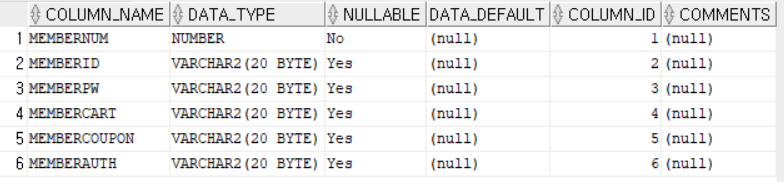 COLUMN_NAME DATA_TYPE NULLABLE DATA_DEFAULT COLUMN_ID COMMENTS
1 MEMBERNUM NUMBER No (null) 1 (null)
2 MEMBERID VARCHAR2(20 BYTE) Yes (null) 2 (null)
3 MEMBERPW VARCHAR2(20 BYTE) Yes (null) 3 (null)
4 MEMBERCART VARCHAR2(20 BYTE) Yes (null) 4 (null)
5 MEMBERCOUPON VARCHAR2(20 BYTE) Yes (null) 5 (null)
6 MEMBERAUTH VARCHAR2(20 BYTE) Yes (null) 6 (null)